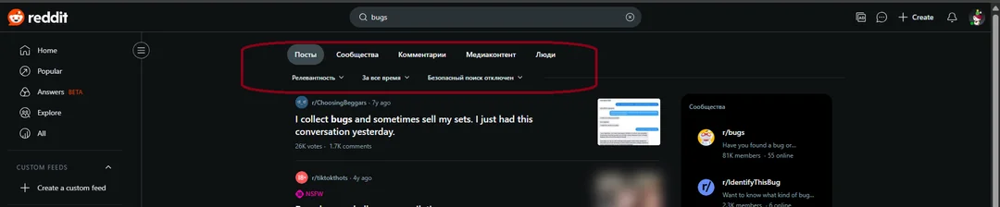 reddit
bugs
AD
Create
Home
Popular
Answers BETA
Explore
All
CUSTOM FEEDS
Create a custom feed
Посты Сообщества Комментарии Медиаконтент Люди
Релевантность За все время Безопасный поиск отключен
r/ChoosingBeggars · 7y ago
I collect bugs and sometimes sell my sets. I just had this
conversation yesterday.
26K votes · 1.7K comments
18+ r/tiktokthots · 4y ago
NSFW
Сообщества
r/bugs
Have you found a bug or...
81K members · 55 online
r/ r/IdentifyThisBug
Want to know what kind of bug...
2.3K members · 6 online